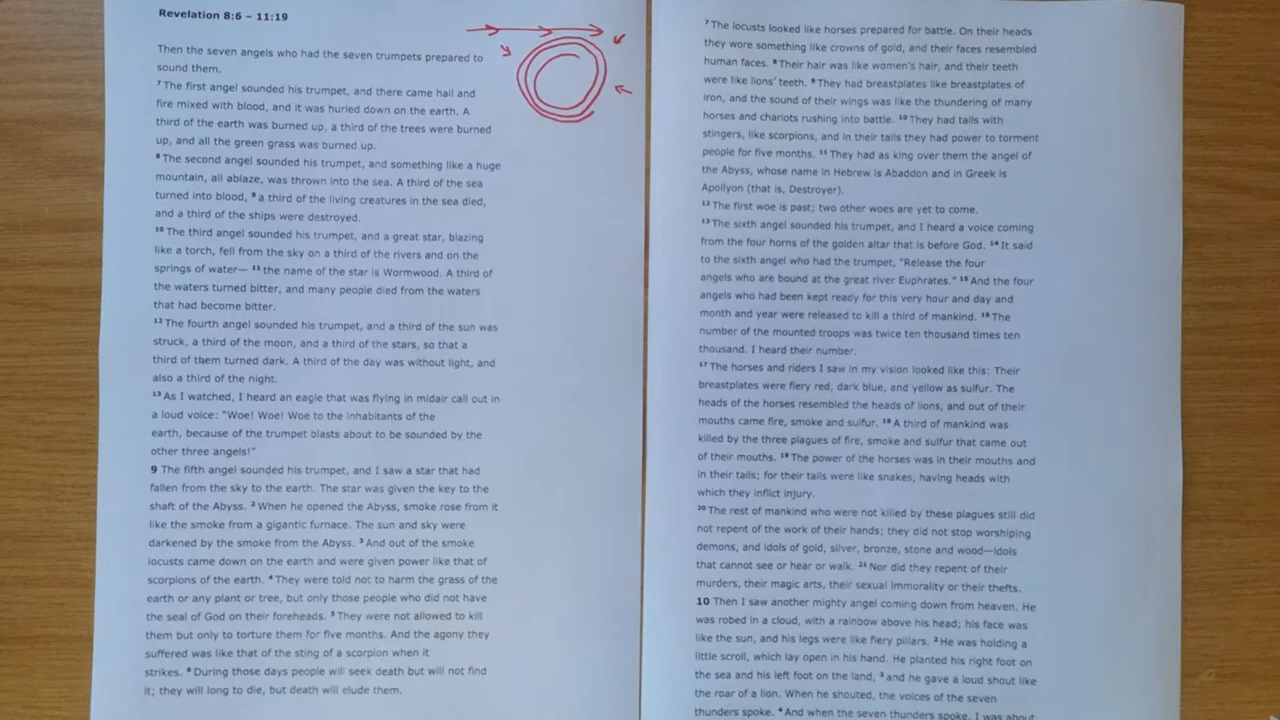 Revelation 8:6 – 11:19
Then the seven angels who had the seven trumpets prepared to
sound them.
7 The first angel sounded his trumpet, and there came hail and
fire mixed with blood, and it was hurled down on the earth. A
third of the earth was burned up, a third of the trees were burned
up, and all the green grass was burned up.
8 The second angel sounded his trumpet, and something like a huge
mountain, all ablaze, was thrown into the sea. A third of the sea
turned into blood, 9 a third of the living creatures in the sea died,
and a third of the ships were destroyed.
10 The third angel sounded his trumpet, and a great star, blazing
like a torch, fell from the sky on a third of the rivers and on the
springs of water— 11 the name of the star is Wormwood. A third of
the waters turned bitter, and many people died from the waters
that had become bitter.
12 The fourth angel sounded his trumpet, and a third of the sun was
struck, a third of the moon, and a third of the stars, so that a
third of them turned dark. A third of the day was without light, and
also a third of the night.
13 As I watched, I heard an eagle that was flying in midair call out in
a loud voice: "Woe! Woe! Woe to the inhabitants of the
earth, because of the trumpet blasts about to be sounded by the
other three angels!"
9 The fifth angel sounded his trumpet, and I saw a star that had
fallen from the sky to the earth. The star was given the key to the
shaft of the Abyss. 2 When he opened the Abyss, smoke rose from it
like the smoke from a gigantic furnace. The sun and sky were
darkened by the smoke from the Abyss. 3 And out of the smoke
locusts came down on the earth and were given power like that of
scorpions of the earth. 4 They were told not to harm the grass of the
earth or any plant or tree, but only those people who did not have
the seal of God on their foreheads. 5 They were not allowed to kill
them but only to torture them for five months. And the agony they
suffered was like that of the sting of a scorpion when it
strikes. 6 During those days people will seek death but will not find
it; they will long to die, but death will elude them.
7 The locusts looked like horses prepared for battle. On their heads
they wore something like crowns of gold, and their faces resembled
human faces. 8 Their hair was like women's hair, and their teeth
were like lions' teeth. 9 They had breastplates like breastplates of
iron, and the sound of their wings was like the thundering of many
horses and chariots rushing into battle. 10 They had tails with
stingers, like scorpions, and in their tails they had power to torment
people for five months. 11 They had as king over them the angel of
the Abyss, whose name in Hebrew is Abaddon and in Greek is
Apollyon (that is, Destroyer).
12 The first woe is past; two other woes are yet to come.
13 The sixth angel sounded his trumpet, and I heard a voice coming
from the four horns of the golden altar that is before God. 14 It said
to the sixth angel who had the trumpet, "Release the four
angels who are bound at the great river Euphrates." 15 And the four
angels who had been kept ready for this very hour and day and
month and year were released to kill a third of mankind. 16 The
number of the mounted troops was twice ten thousand times ten
thousand. I heard their number.
17 The horses and riders I saw in my vision looked like this: Their
breastplates were fiery red, dark blue, and yellow as sulfur. The
heads of the horses resembled the heads of lions, and out of their
mouths came fire, smoke and sulfur. 18 A third of mankind was
killed by the three plagues of fire, smoke and sulfur that came out
of their mouths. 19 The power of the horses was in their mouths and
in their tails; for their tails were like snakes, having heads with
which they inflict injury.
20 The rest of mankind who were not killed by these plagues still did
not repent of the work of their hands; they did not stop worshiping
demons, and idols of gold, silver, bronze, stone and wood—idols
that cannot see or hear or walk. 21 Nor did they repent of their
murders, their magic arts, their sexual immorality or their thefts.
10 Then I saw another mighty angel coming down from heaven. He
was robed in a cloud, with a rainbow above his head; his face was
like the sun, and his legs were like fiery pillars. 2 He was holding a
little scroll, which lay open in his hand. He planted his right foot on
the sea and his left foot on the land, 3 and he gave a loud shout like
the roar of a lion. When he shouted, the voices of the seven
thunders spoke. 4 And when the seven thunders spoke, I was about